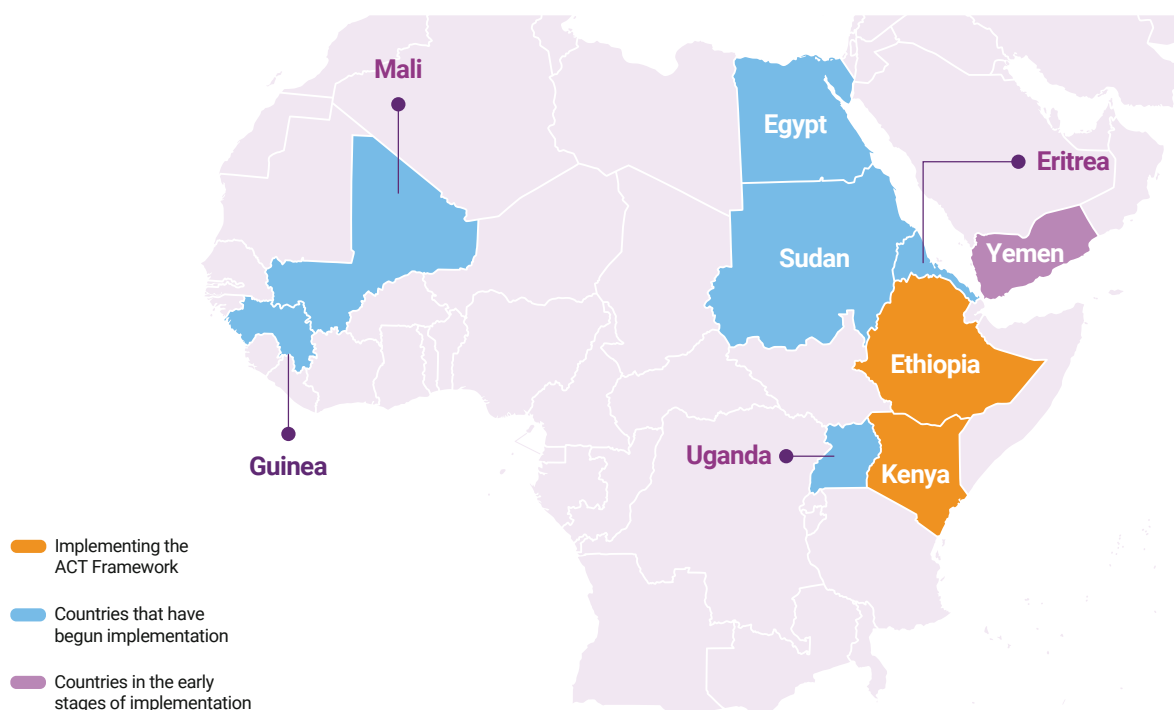 Mali
Egypt
Eritrea
Sudan
Yemen
Ethiopia
Uganda
Guinea
Kenya
Implementing the
ACT Framework
Countries that have
begun implementation
Countries in the early
stages of implementation